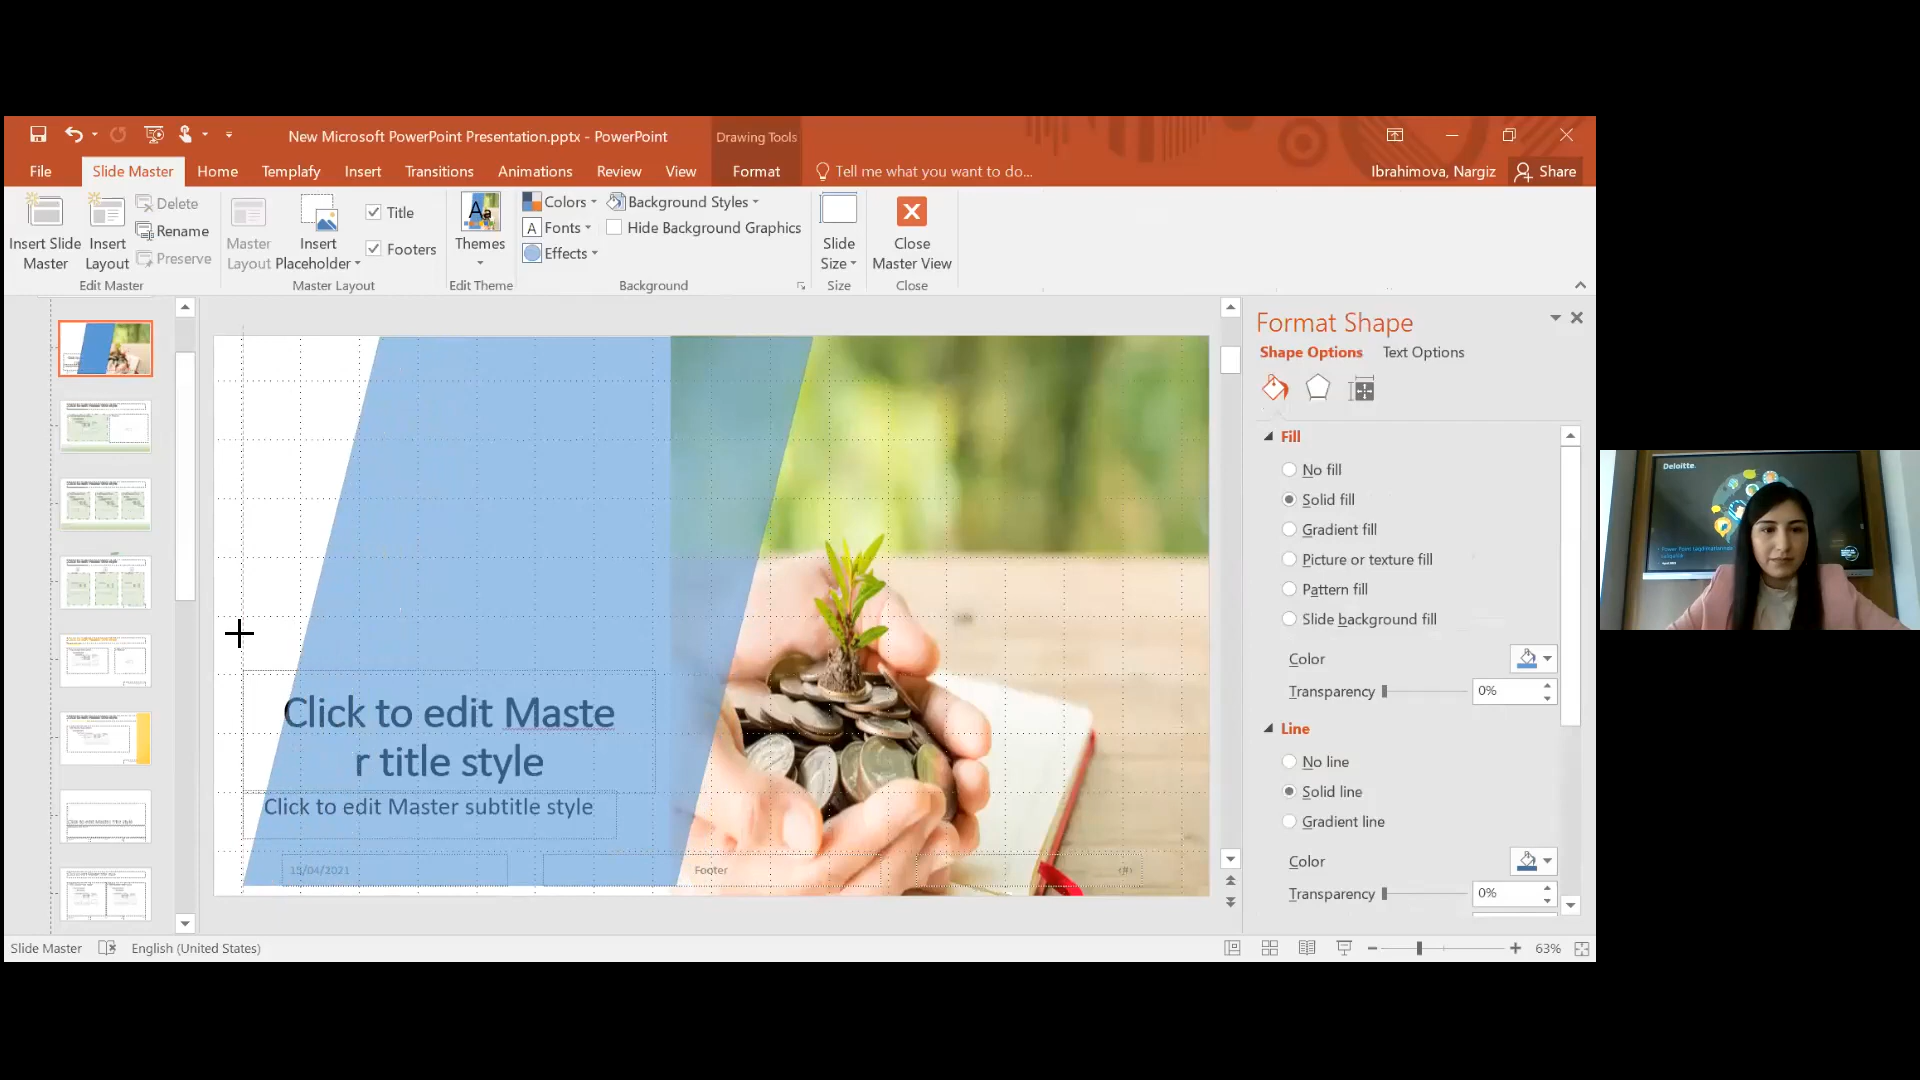 New Microsoft PowerPoint Presentation.pptx - PowerPoint
Drawing Tools
File
Slide Master
Home
Templafy
Insert
Transitions
Animations
Review
View
Format
Tell me what you want to do...
Ibrahimova, Nargiz
Share
Insert Slide Master
Insert Layout
Delete
Rename
Preserve
Edit Master
Master Layout
Insert Placeholder
Title
Footers
Master Layout
Themes
Edit Theme
Colors
Fonts
Effects
Background Styles
Hide Background Graphics
Background
Slide Size
Size
Close Master View
Close
Click to edit Maste
r title style
Click to edit Master subtitle style
15/04/2021
Footer
Format Shape
Shape Options
Text Options
Fill
No fill
Solid fill
Gradient fill
Picture or texture fill
Pattern fill
Slide background fill
Color
Transparency
0%
Line
No line
Solid line
Gradient line
Color
Transparency
0%
Deloitte.
Slide Master
English (United States)
63%